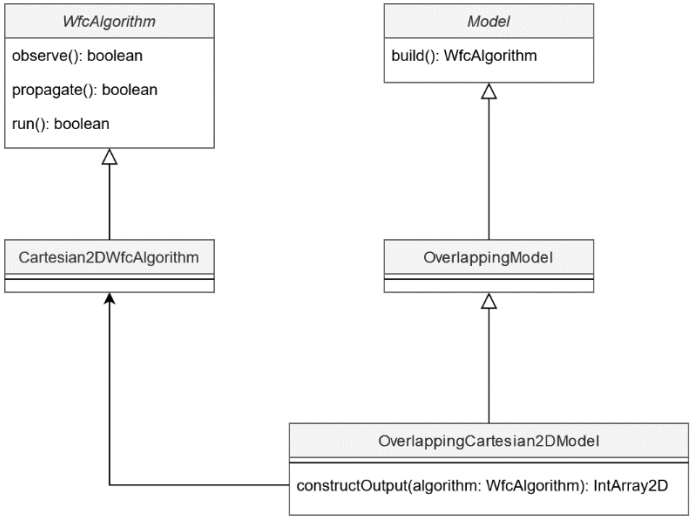 WfcAlgorithm
observe(): boolean
propagate(): boolean
run(): boolean
Model
build(): WfcAlgorithm
Cartesian2DWfcAlgorithm
OverlappingModel
OverlappingCartesian2DModel
constructOutput(algorithm: WfcAlgorithm): IntArray2D